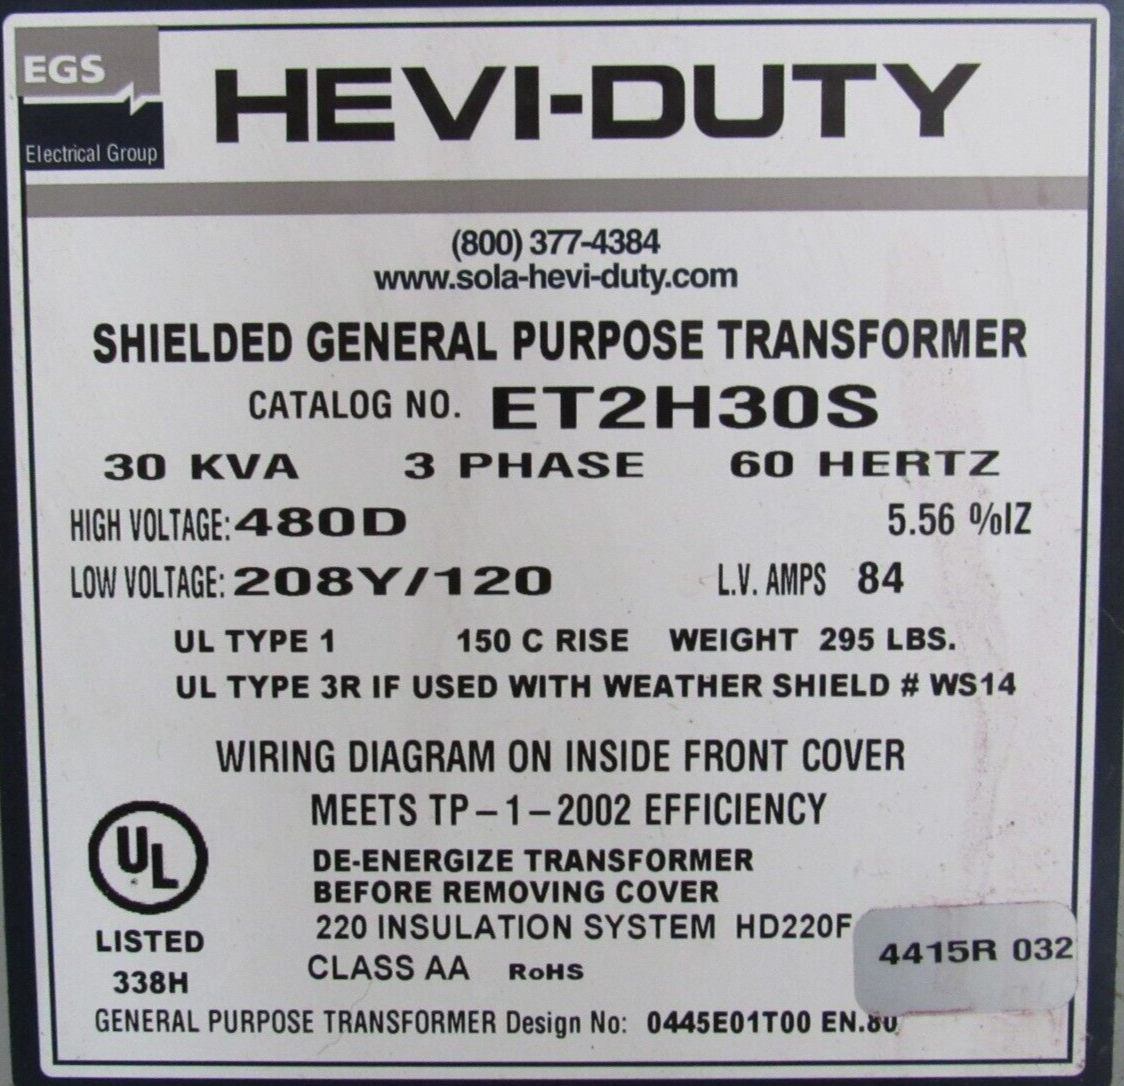 EGS
Electrical Group
HEVI-DUTY
(800) 377-4384
www.sola-hevi-duty.com
SHIELDED GENERAL PURPOSE TRANSFORMER
CATALOG NO. ET2H30S
30 KVA 3 PHASE 60 HERTZ
HIGH VOLTAGE: 480D 5.56 %IZ
LOW VOLTAGE: 208Y/120 L.V. AMPS 84
UL TYPE 1 150 C RISE WEIGHT 295 LBS.
UL TYPE 3R IF USED WITH WEATHER SHIELD # WS14
WIRING DIAGRAM ON INSIDE FRONT COVER
MEETS TP-1-2002 EFFICIENCY
DE-ENERGIZE TRANSFORMER
BEFORE REMOVING COVER
220 INSULATION SYSTEM HD220F
CLASS AA RoHS
UL
LISTED
338H
4415R 032
GENERAL PURPOSE TRANSFORMER Design No: 0445E01T00 EN.80